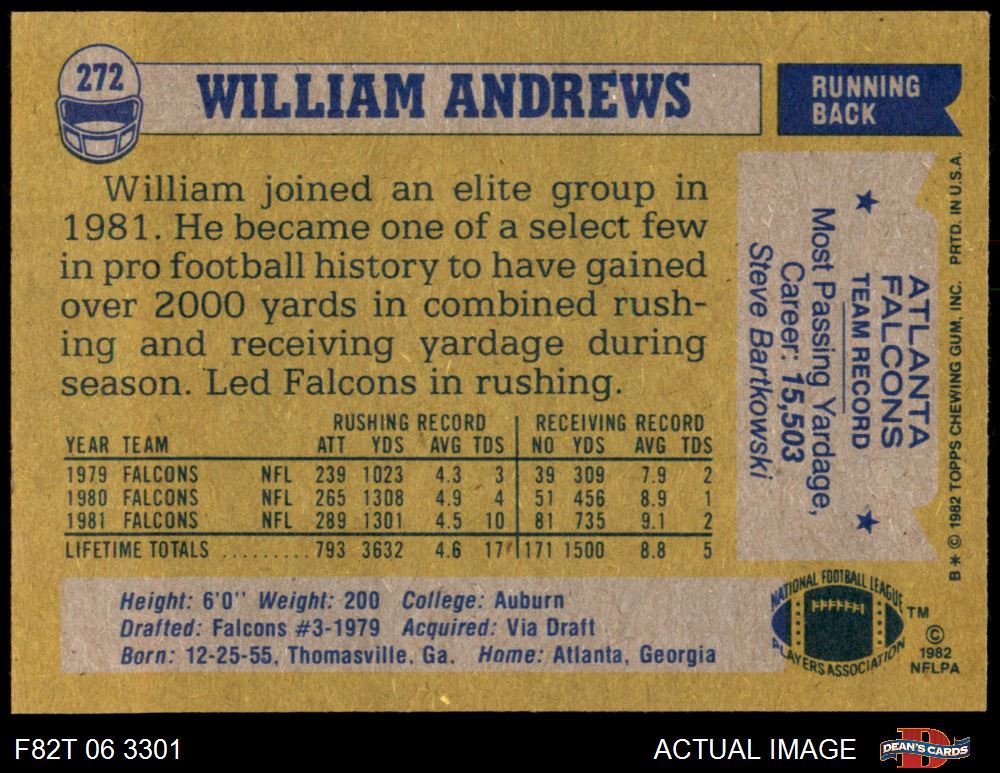 272
WILLIAM ANDREWS
RUNNING
BACK
William joined an elite group in
1981. He became one of a select few
in pro football history to have gained
over 2000 yards in combined rush-
ing and receiving yardage during
season. Led Falcons in rushing.
RUSHING RECORD RECEIVING RECORD
YEAR TEAM ATT YDS AVG TDS NO YDS AVG TDS
1979 FALCONS NFL 239 1023 4.3 3 39 309 7.9 2
1980 FALCONS NFL 265 1308 4.9 4 51 456 8.9 1
1981 FALCONS NFL 289 1301 4.5 10 81 735 9.1 2
LIFETIME TOTALS ......... 793 3632 4.6 17 171 1500 8.8 5
Height: 6'0" Weight: 200 College: Auburn
Drafted: Falcons #3-1979 Acquired: Via Draft
Born: 12-25-55, Thomasville, Ga. Home: Atlanta, Georgia
ATLANTA
FALCONS
★ TEAM RECORD ★
Most Passing Yardage,
Career: 15,503
Steve Bartkowski
B * © 1982 TOPPS CHEWING GUM, INC. PRTD. IN U.S.A.
NATIONAL FOOTBALL LEAGUE
PLAYERS ASSOCIATION
TM
©
1982
NFLPA
F82T 06 3301
ACTUAL IMAGE
DEAN'S CARDS